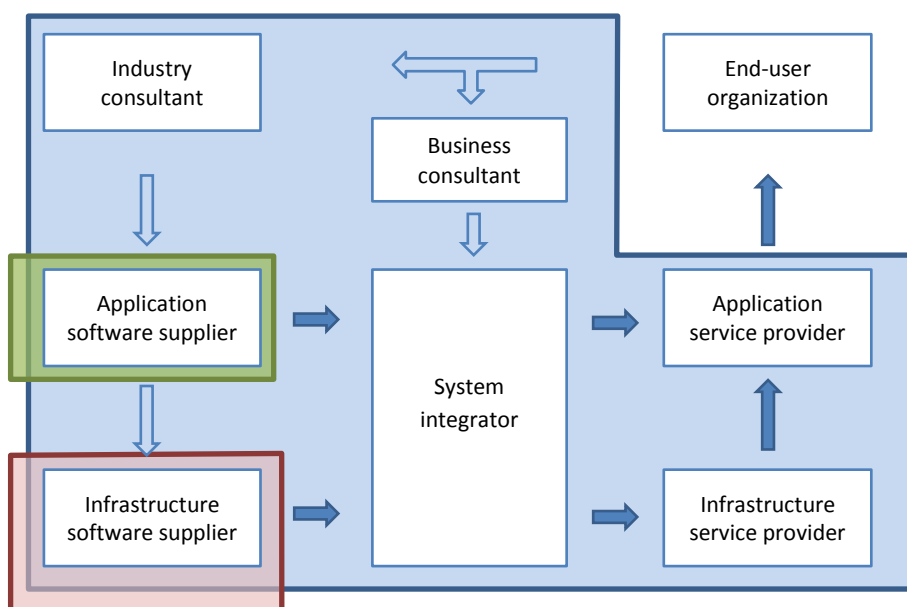 Industry
consultant
End-user
organization
Business
consultant
Application
software supplier
System
integrator
Application
service provider
Infrastructure
software supplier
Infrastructure
service provider